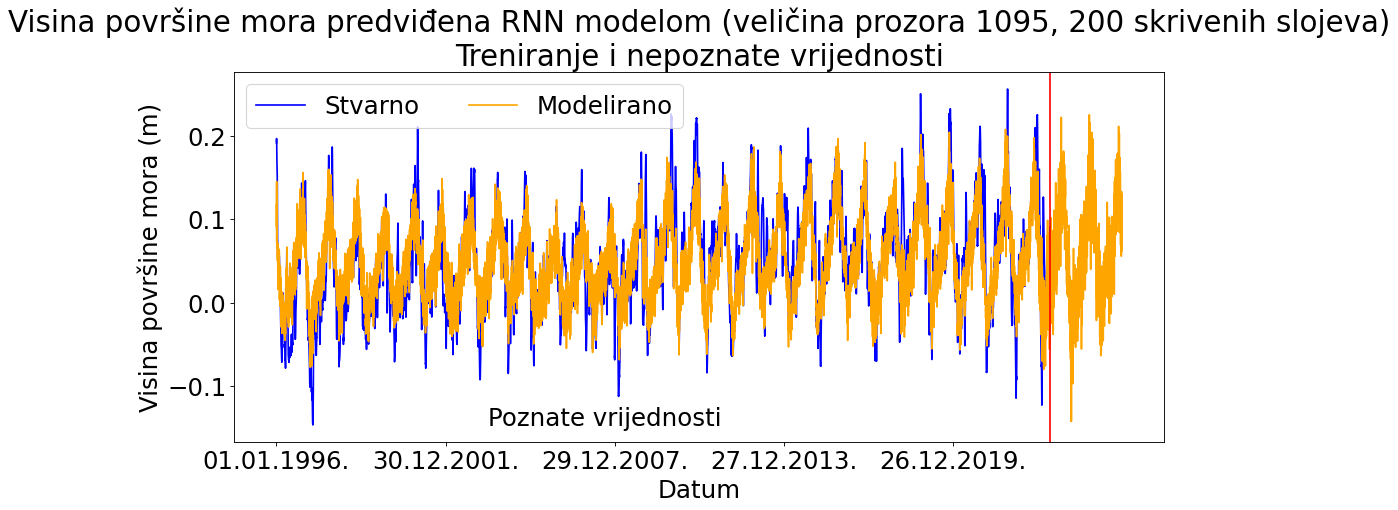 Visina površine mora predviđena RNN modelom (veličina prozora 1095, 200 skrivenih slojeva)
Treniranje i nepoznate vrijednosti
Stvarno
Modelirano
Visina površine mora (m)
0.2
0.1
0.0
−0.1
Poznate vrijednosti
01.01.1996.
30.12.2001.
29.12.2007.
27.12.2013.
26.12.2019.
Datum